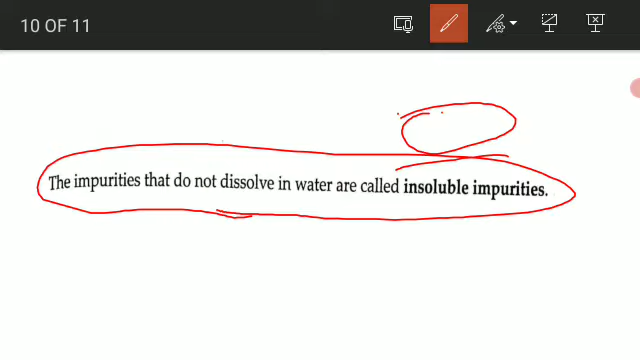 10 OF 11
The impurities that do not dissolve in water are called insoluble impurities.